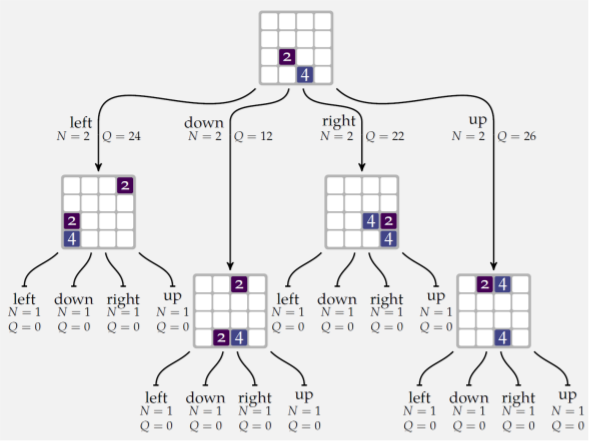 2
4
left
N = 2 Q = 24
down
N = 2 Q = 12
right
N = 2 Q = 22
up
N = 2 Q = 26
2
2
4
4 2
4
left down right up
N = 1 N = 1 N = 1 N = 1
Q = 0 Q = 0 Q = 0 Q = 0
2
2 4
left down right up
N = 1 N = 1 N = 1 N = 1
Q = 0 Q = 0 Q = 0 Q = 0
2 4
4
left down right up
N = 1 N = 1 N = 1 N = 1
Q = 0 Q = 0 Q = 0 Q = 0
left down right up
N = 1 N = 1 N = 1 N = 1
Q = 0 Q = 0 Q = 0 Q = 0